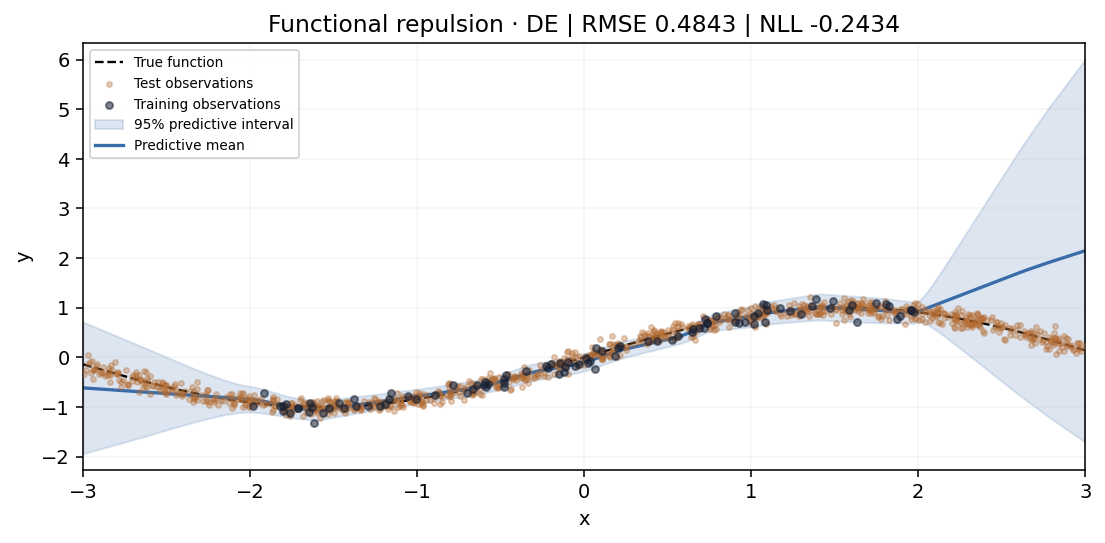 Functional repulsion · DE | RMSE 0.4843 | NLL -0.2434
True function
Test observations
Training observations
95% predictive interval
Predictive mean
6
5
4
3
2
1
0
−1
−2
y
−3
−2
−1
0
1
2
3
x